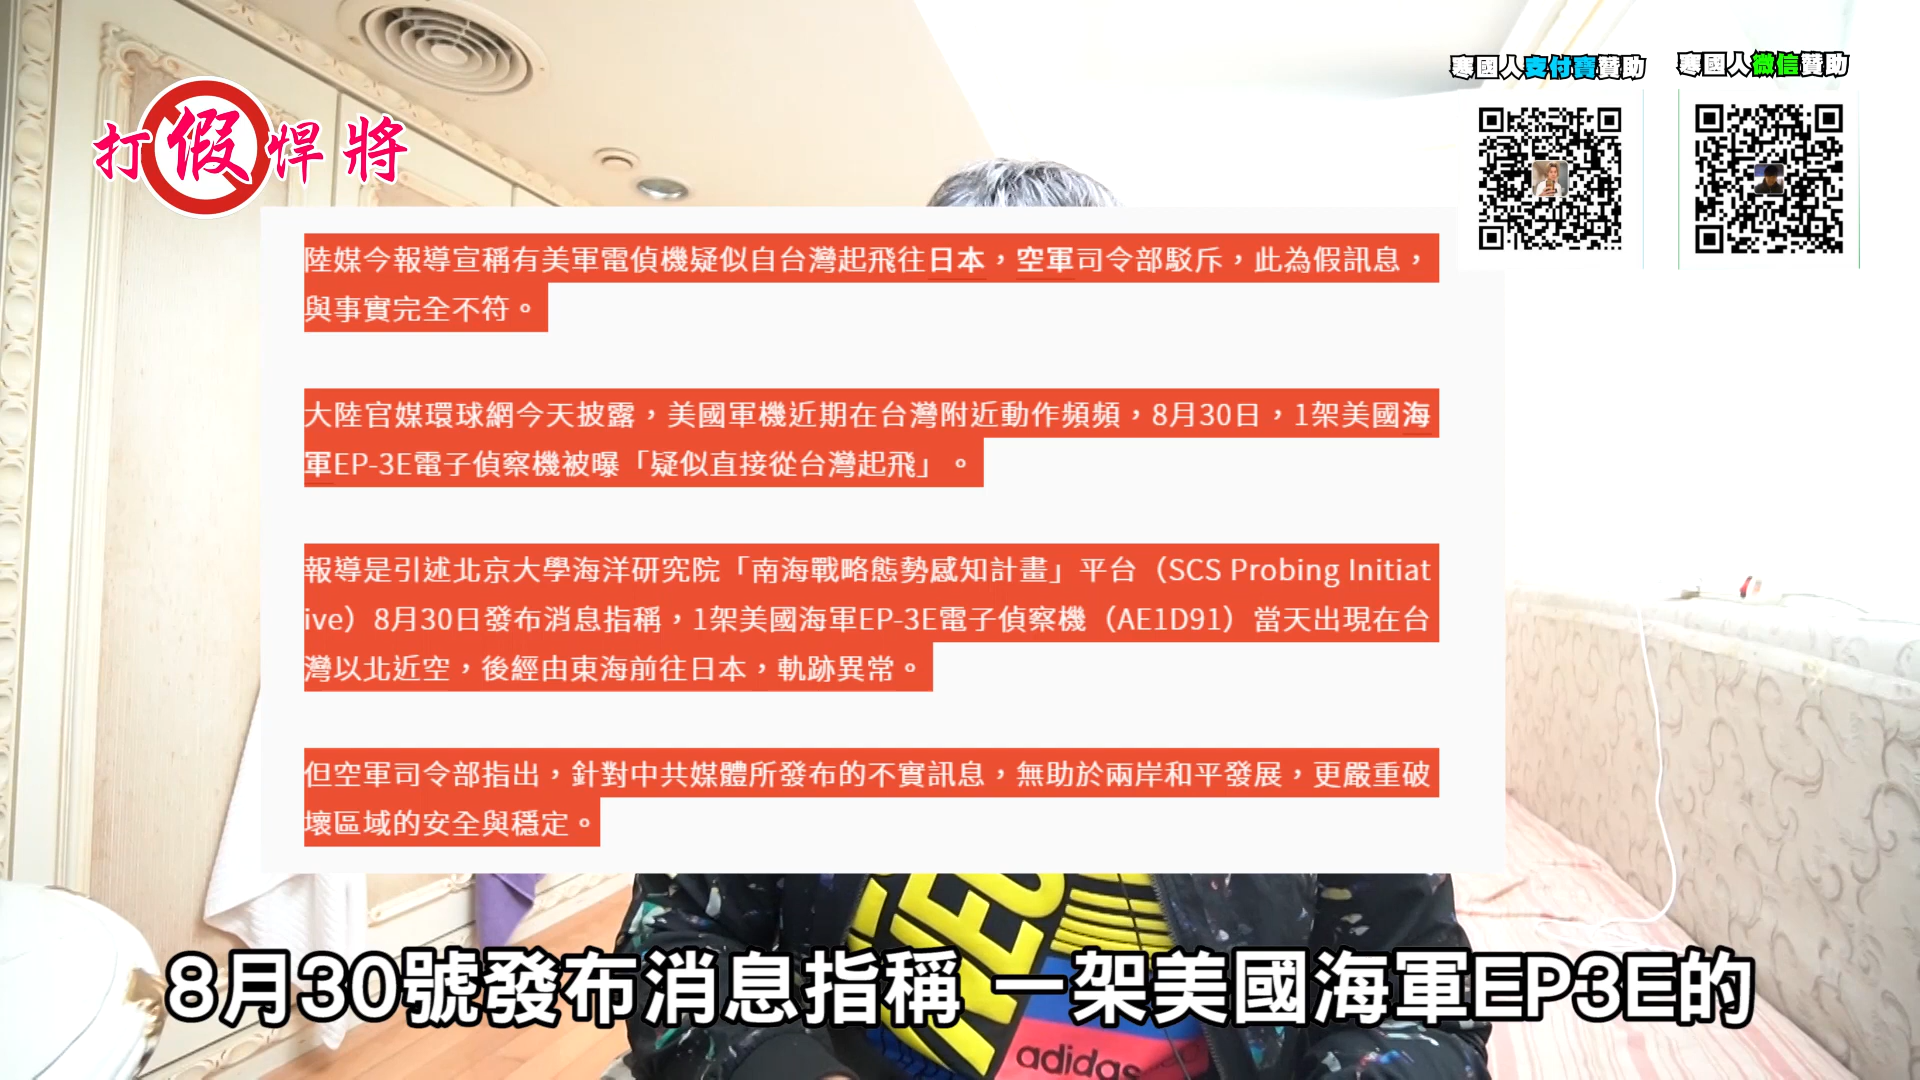 打假悍將
寒國人支付寶贊助
寒國人微信贊助
陸媒今報導宣稱有美軍電偵機疑似自台灣起飛往日本，空軍司令部駁斥，此為假訊息，
與事實完全不符。
大陸官媒環球網今天披露，美國軍機近期在台灣附近動作頻頻，8月30日，1架美國海
軍EP-3E電子偵察機被曝「疑似直接從台灣起飛」。
報導是引述北京大學海洋研究院「南海戰略態勢感知計畫」平台（SCS Probing Initiat
ive）8月30日發布消息指稱，1架美國海軍EP-3E電子偵察機（AE1D91）當天出現在台
灣以北近空，後經由東海前往日本，軌跡異常。
但空軍司令部指出，針對中共媒體所發布的不實訊息，無助於兩岸和平發展，更嚴重破
壞區域的安全與穩定。
adidas
8月30號發布消息指稱 一架美國海軍EP3E的